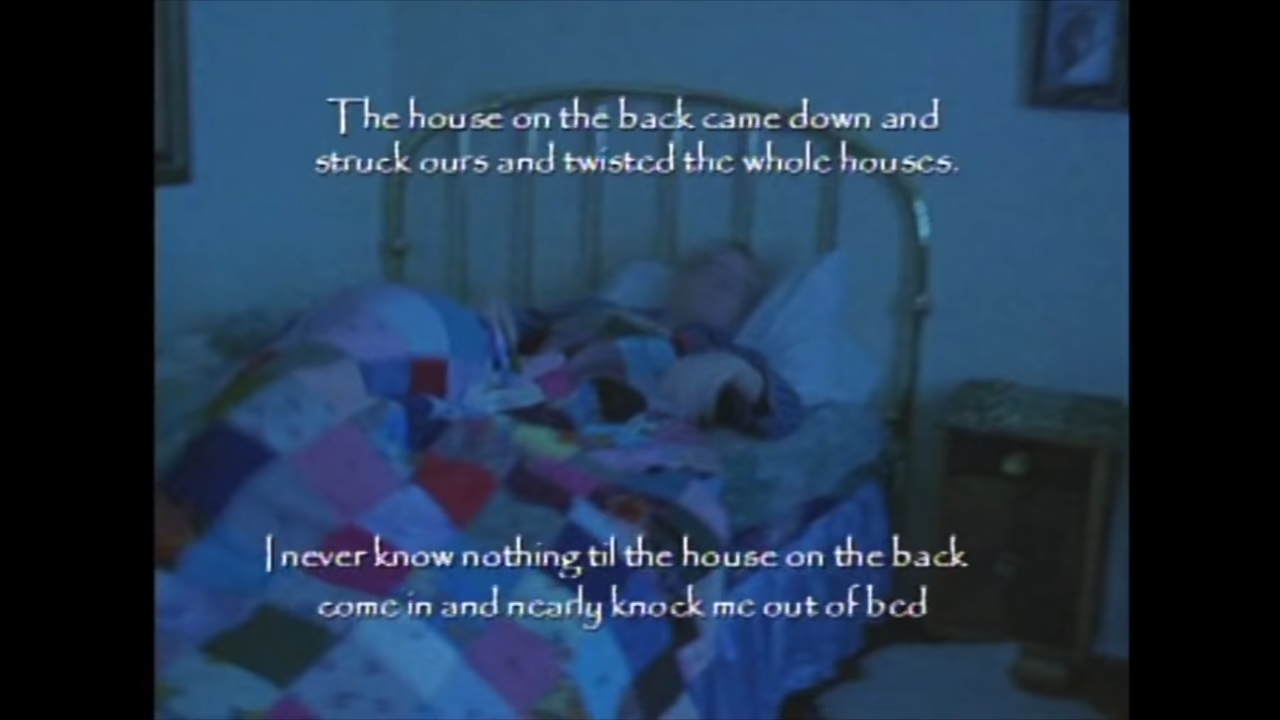 The house on the back came down and
struck ours and twisted the whole houses.
I never know nothing til the house on the back
come in and nearly knock me out of bed